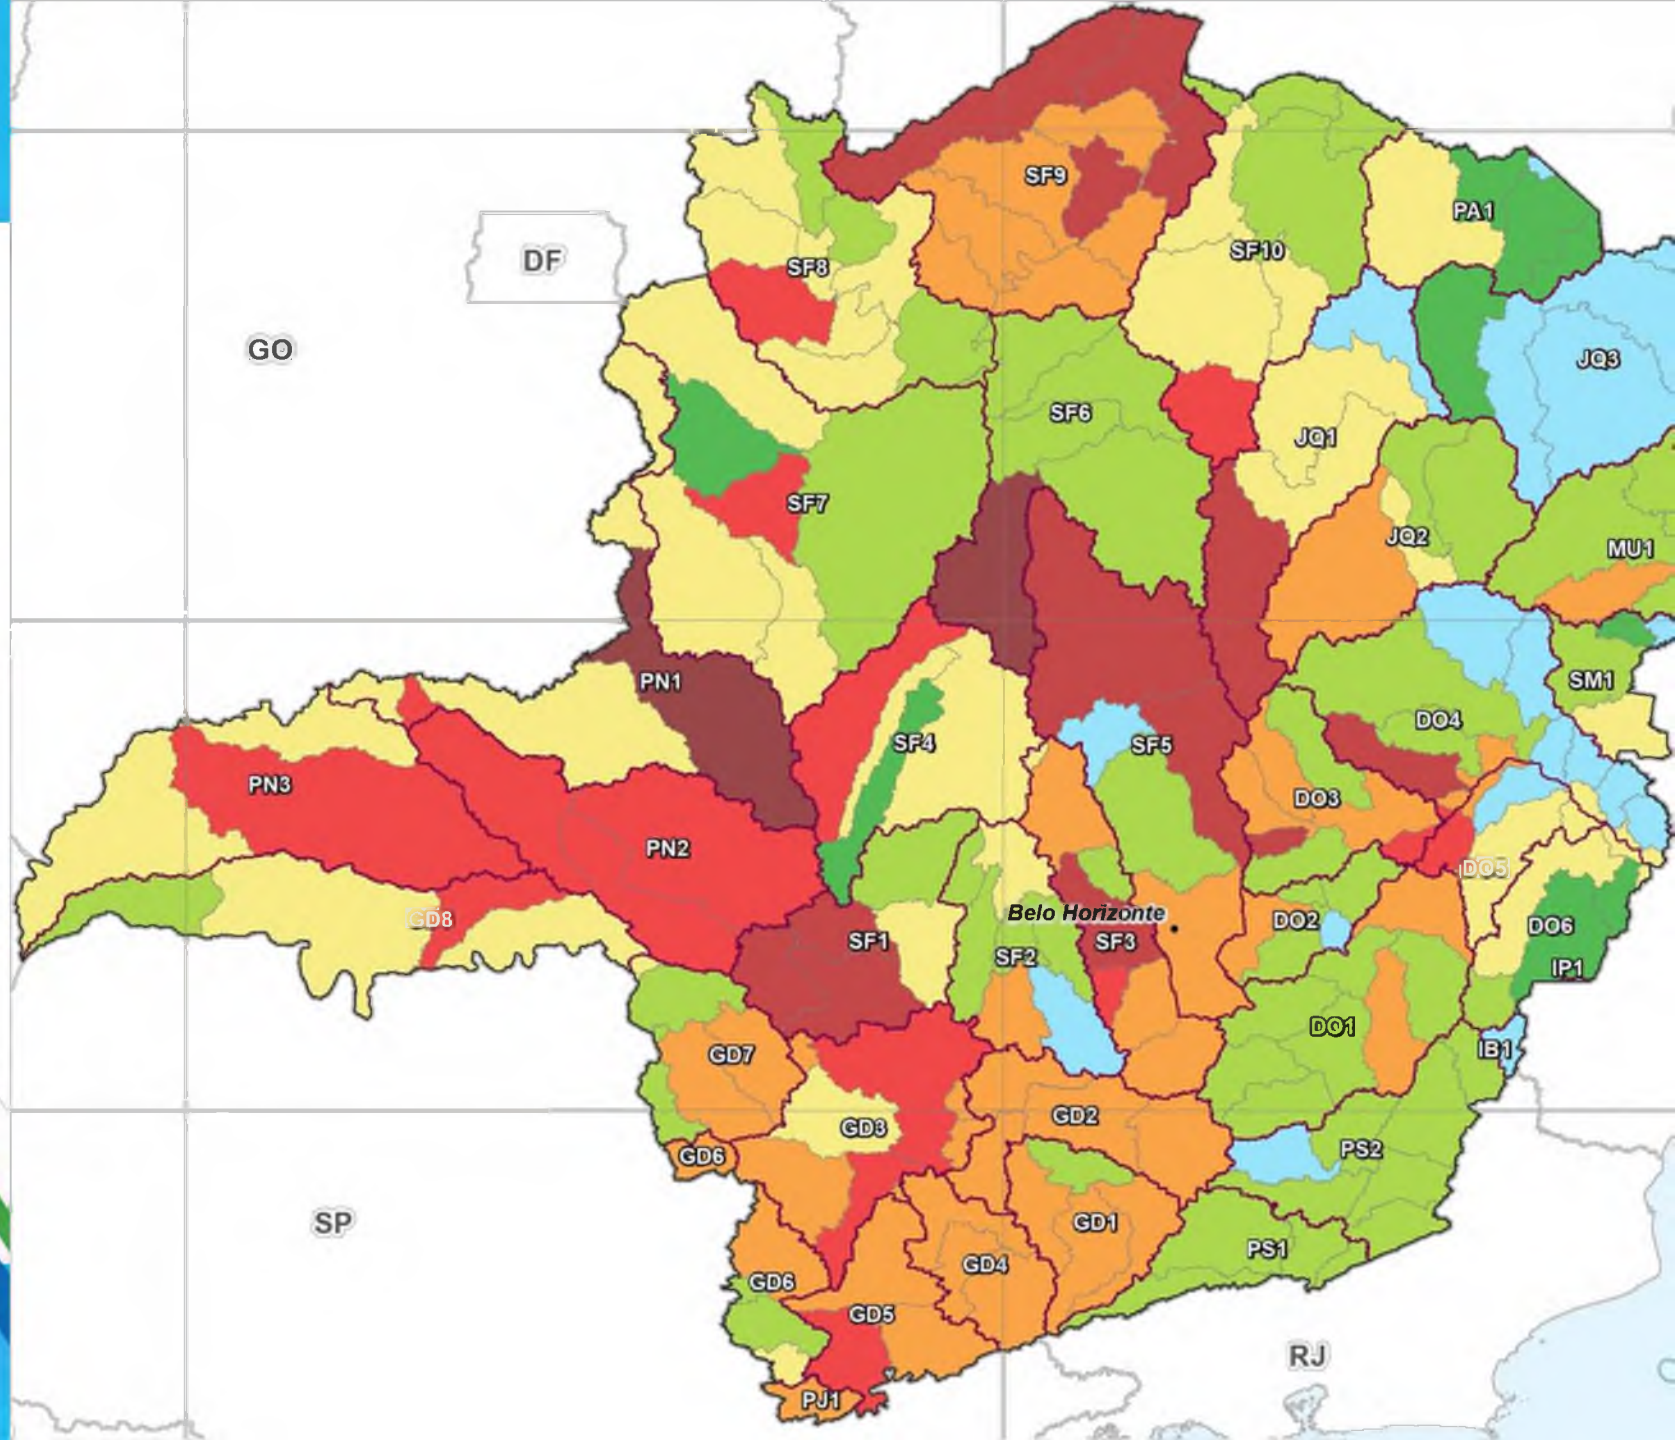 SF9
PA1
SF10
DF
SF8
GO
JQ3
SF6
JQ1
SF7
JQ2
MU1
PN1
SM1
DO4
SF4
SF5
PN3
DO3
PN2
DO5
Belo Horizonte
GD8
DO2
DO6
SF1
SF3
SF2
IP1
DO1
GD7
IB1
GD2
GD3
PS2
GD6
SP
GD1
PS1
GD4
GD6
GD5
RJ
PJ1